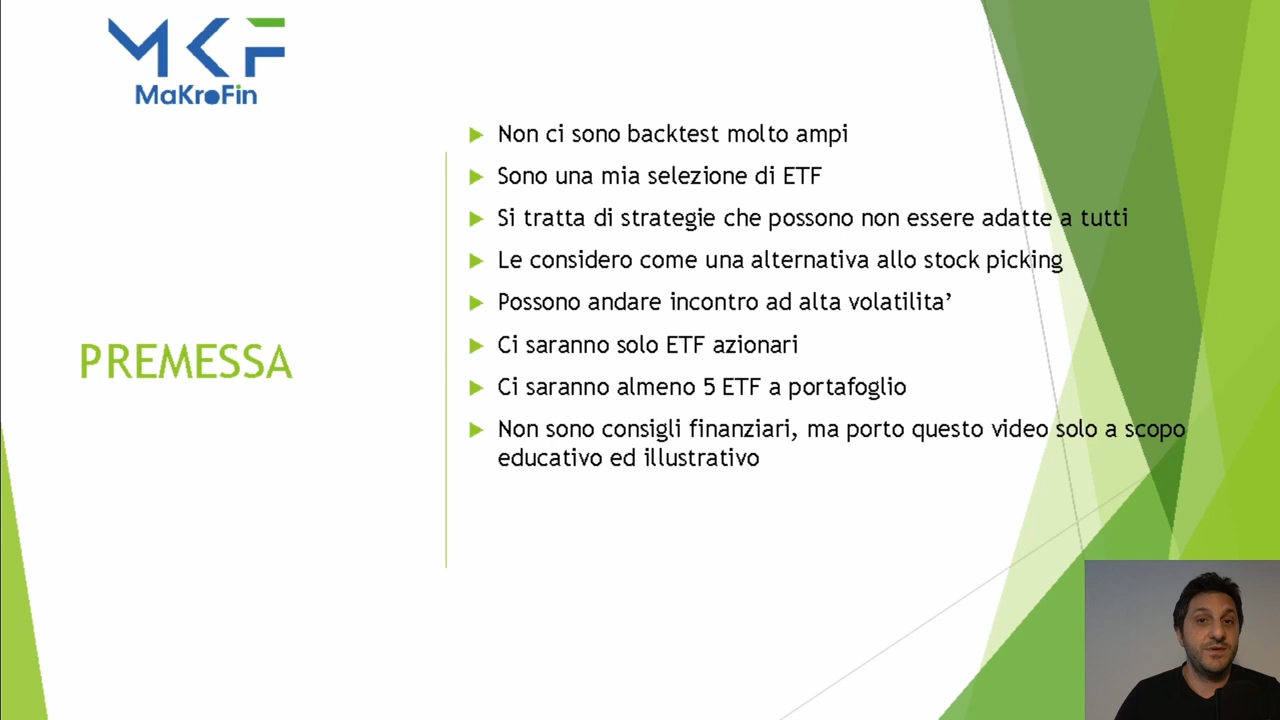 MKF
MaKroFin
PREMESSA
Non ci sono backtest molto ampi
Sono una mia selezione di ETF
Si tratta di strategie che possono non essere adatte a tutti
Le considero come una alternativa allo stock picking
Possono andare incontro ad alta volatilita’
Ci saranno solo ETF azionari
Ci saranno almeno 5 ETF a portafoglio
Non sono consigli finanziari, ma porto questo video solo a scopo
educativo ed illustrativo